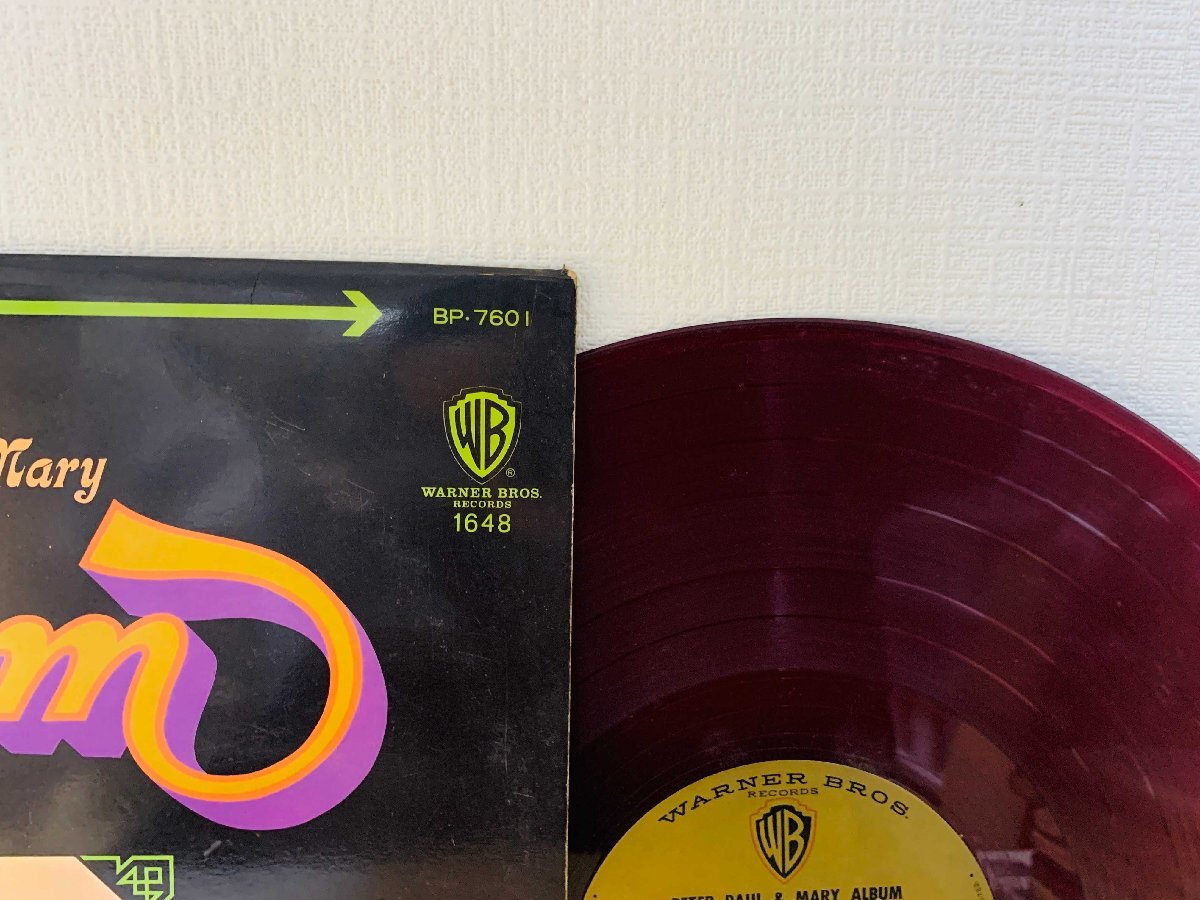 BP·7601
WB
®
WARNER BROS.
RECORDS
1648
Mary
m
WARNER BROS.
RECORDS
WB
PETER PAUL & MARY ALBUM